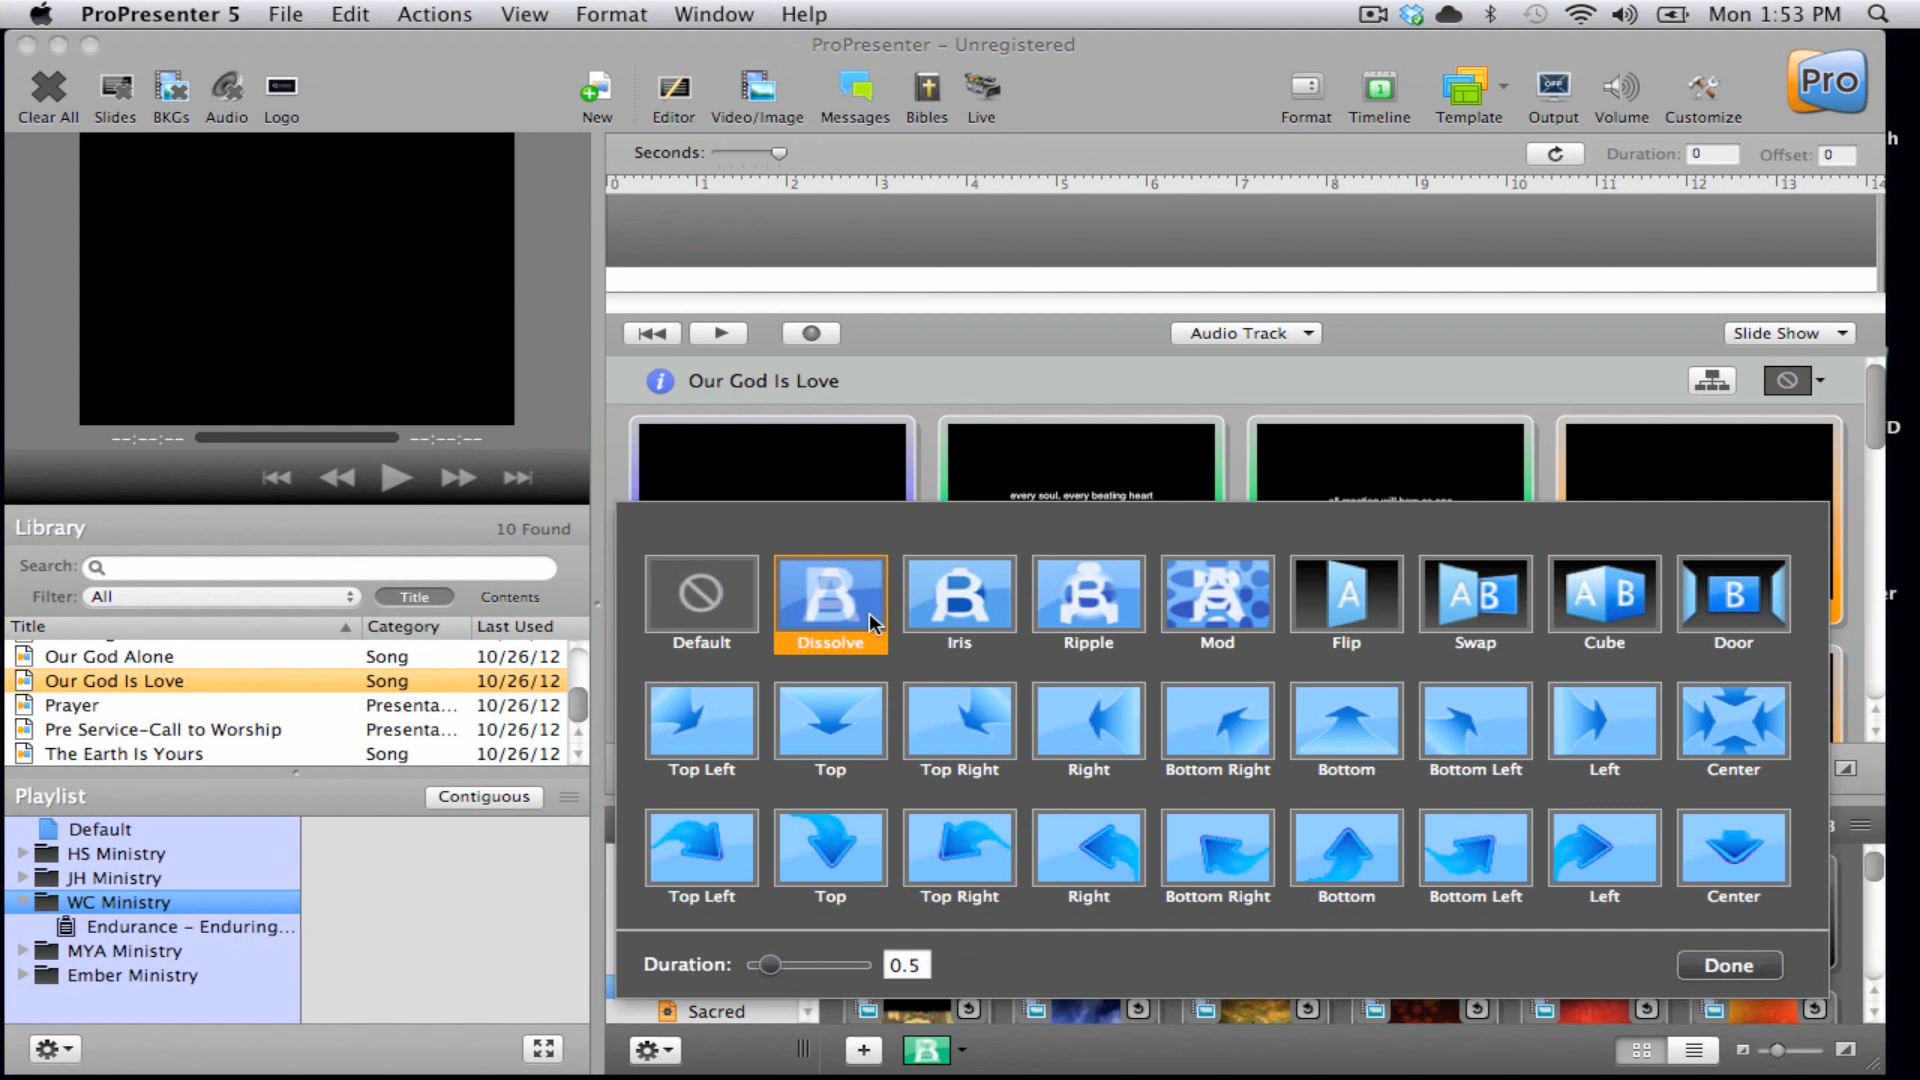 ProPresenter 5 File Edit Actions View Format Window Help Mon 1:53 PM
ProPresenter – Unregistered
Clear All Slides BKGs Audio Logo New Editor Video/Image Messages Bibles Live Format Timeline Template Output Volume Customize
Pro
Seconds: Duration: 0 Offset: 0
0 1 2 3 4 5 6 7 8 9 10 11 12 13 14
Audio Track Slide Show
Our God Is Love
--:--:-- --:--:--
every soul, every beating heart
Library 10 Found
Search:
Filter: All Title Contents
Title Category Last Used
Our God Alone Song 10/26/12
Our God Is Love Song 10/26/12
Prayer Presenta... 10/26/12
Pre Service-Call to Worship Presenta... 10/26/12
The Earth Is Yours Song 10/26/12
Playlist Contiguous
Default
HS Ministry
JH Ministry
WC Ministry
Endurance – Enduring...
MYA Ministry
Ember Ministry
B B A B A B A B B
Default Dissolve Iris Ripple Mod Flip Swap Cube Door
Top Left Top Top Right Right Bottom Right Bottom Bottom Left Left Center
Top Left Top Top Right Right Bottom Right Bottom Bottom Left Left Center
Duration: 0.5 Done
Sacred
B